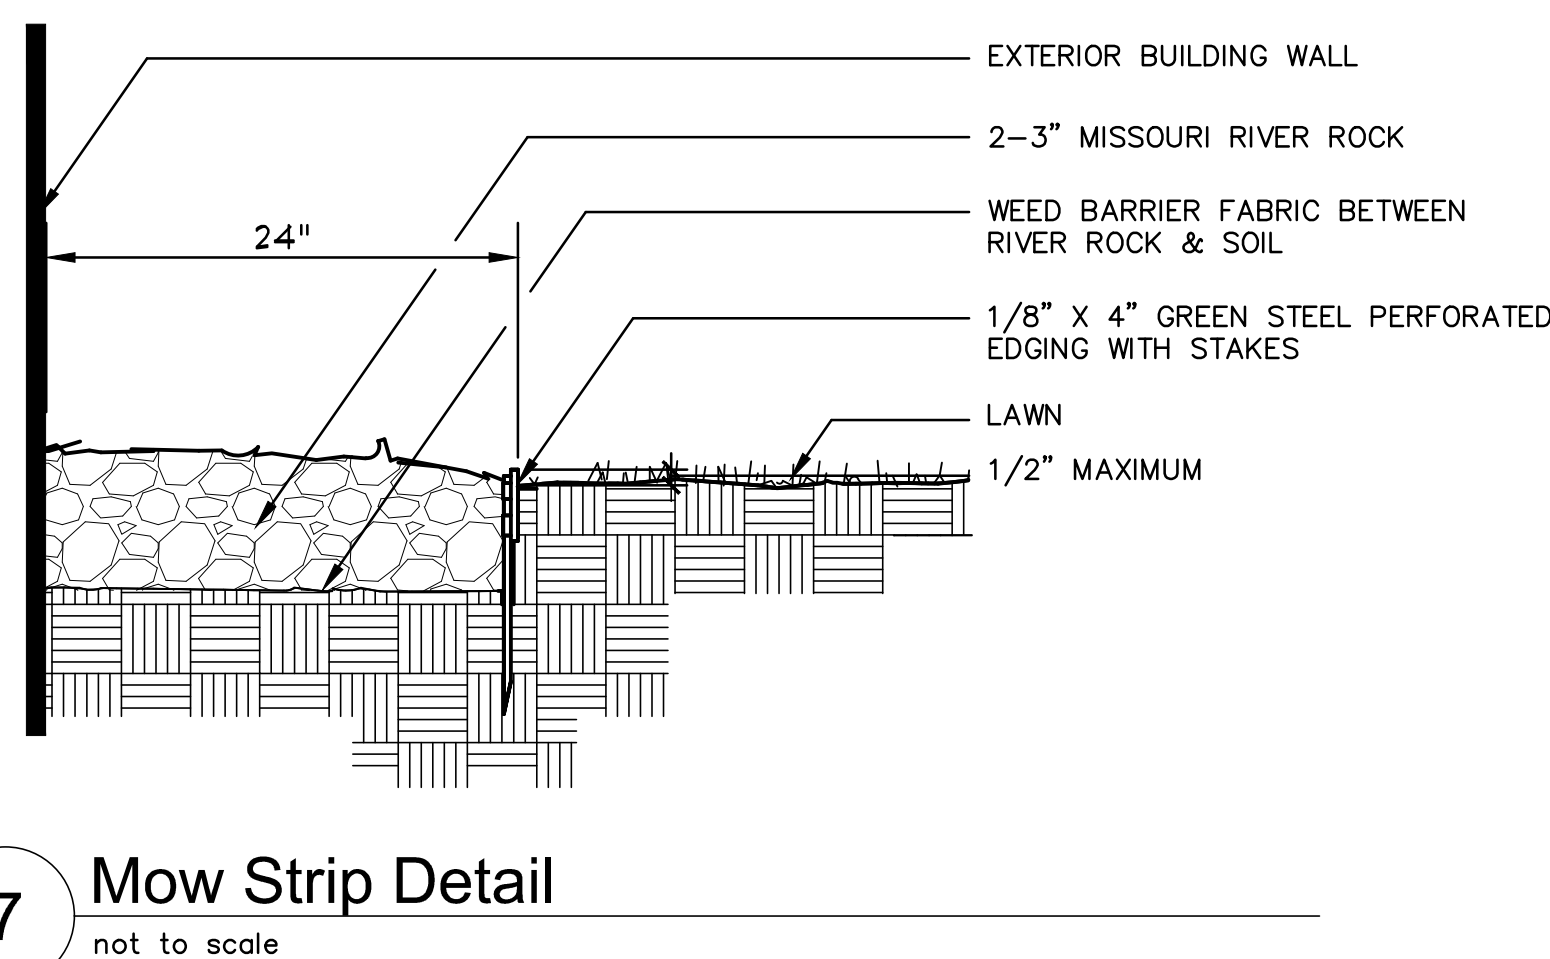 EXTERIOR BUILDING WALL
2-3" MISSOURI RIVER ROCK
WEED BARRIER FABRIC BETWEEN
RIVER ROCK & SOIL
24"
1/8" X 4" GREEN STEEL PERFORATED
EDGING WITH STAKES
LAWN
1/2" MAXIMUM
7
Mow Strip Detail
not to scale